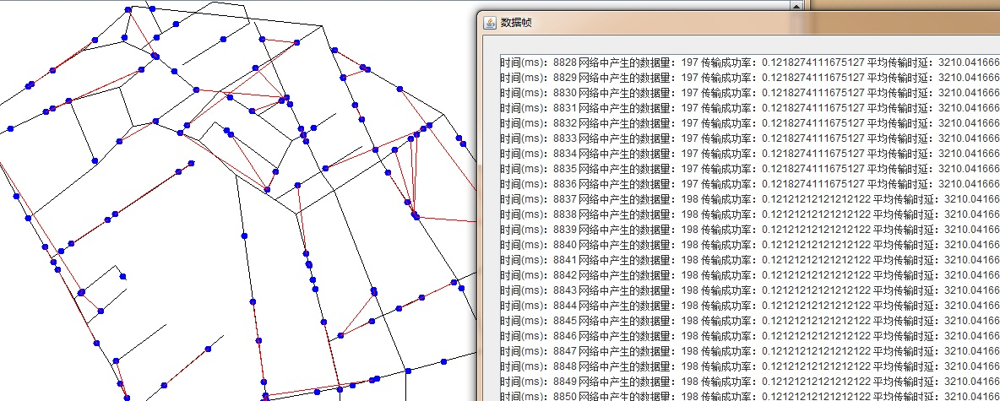 数据帧
时间(ms)：8828 网络中产生的数据量：197 传输成功率：0.1218274111675127 平均传输时延：3210.041666
时间(ms)：8829 网络中产生的数据量：197 传输成功率：0.1218274111675127 平均传输时延：3210.041666
时间(ms)：8830 网络中产生的数据量：197 传输成功率：0.1218274111675127 平均传输时延：3210.041666
时间(ms)：8831 网络中产生的数据量：197 传输成功率：0.1218274111675127 平均传输时延：3210.041666
时间(ms)：8832 网络中产生的数据量：197 传输成功率：0.1218274111675127 平均传输时延：3210.041666
时间(ms)：8833 网络中产生的数据量：197 传输成功率：0.1218274111675127 平均传输时延：3210.041666
时间(ms)：8834 网络中产生的数据量：197 传输成功率：0.1218274111675127 平均传输时延：3210.041666
时间(ms)：8835 网络中产生的数据量：197 传输成功率：0.1218274111675127 平均传输时延：3210.041666
时间(ms)：8836 网络中产生的数据量：197 传输成功率：0.1218274111675127 平均传输时延：3210.041666
时间(ms)：8837 网络中产生的数据量：198 传输成功率：0.12121212121212122 平均传输时延：3210.04166
时间(ms)：8838 网络中产生的数据量：198 传输成功率：0.12121212121212122 平均传输时延：3210.04166
时间(ms)：8839 网络中产生的数据量：198 传输成功率：0.12121212121212122 平均传输时延：3210.04166
时间(ms)：8840 网络中产生的数据量：198 传输成功率：0.12121212121212122 平均传输时延：3210.04166
时间(ms)：8841 网络中产生的数据量：198 传输成功率：0.12121212121212122 平均传输时延：3210.04166
时间(ms)：8842 网络中产生的数据量：198 传输成功率：0.12121212121212122 平均传输时延：3210.04166
时间(ms)：8843 网络中产生的数据量：198 传输成功率：0.12121212121212122 平均传输时延：3210.04166
时间(ms)：8844 网络中产生的数据量：198 传输成功率：0.12121212121212122 平均传输时延：3210.04166
时间(ms)：8845 网络中产生的数据量：198 传输成功率：0.12121212121212122 平均传输时延：3210.04166
时间(ms)：8846 网络中产生的数据量：198 传输成功率：0.12121212121212122 平均传输时延：3210.04166
时间(ms)：8847 网络中产生的数据量：198 传输成功率：0.12121212121212122 平均传输时延：3210.04166
时间(ms)：8848 网络中产生的数据量：198 传输成功率：0.12121212121212122 平均传输时延：3210.04166
时间(ms)：8849 网络中产生的数据量：198 传输成功率：0.12121212121212122 平均传输时延：3210.04166
时间(ms)：8850 网络中产生的数据量：198 传输成功率：0.12121212121212122 平均传输时延：3210.04166